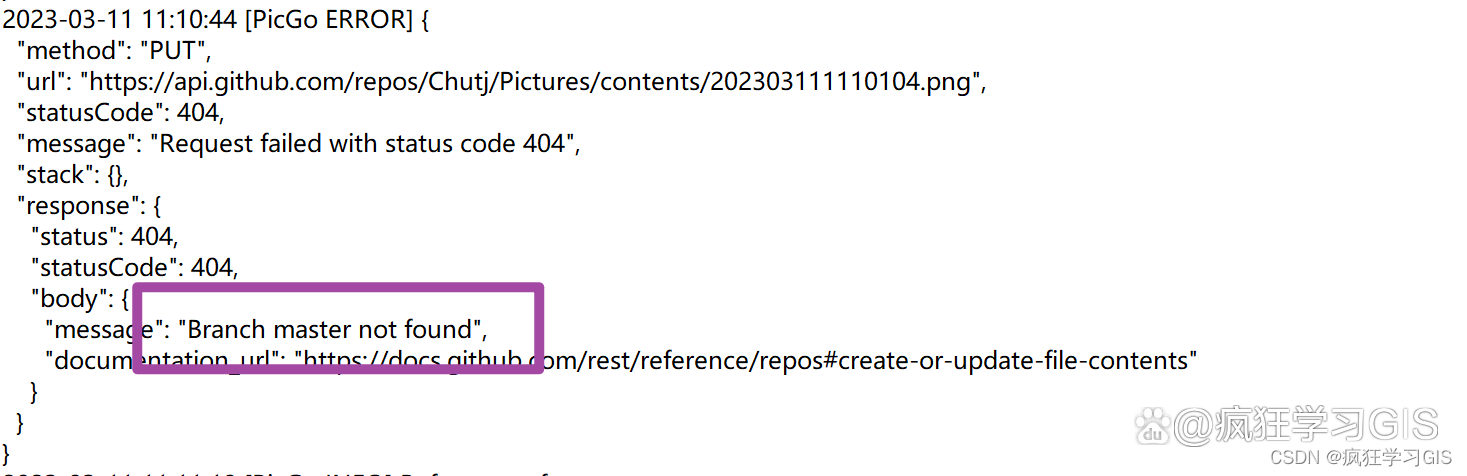 2023-03-11 11:10:44 [PicGo ERROR] {
"method": "PUT",
"url": "https://api.github.com/repos/Chutj/Pictures/contents/202303111110104.png",
"statusCode": 404,
"message": "Request failed with status code 404",
"stack": {},
"response": {
"status": 404,
"statusCode": 404,
"body": {
"message": "Branch master not found",
"documentation_url": "https://docs.github.com/rest/reference/repos#create-or-update-file-contents"
}
}
}
du @疯狂学习GIS
CSDN @疯狂学习GIS